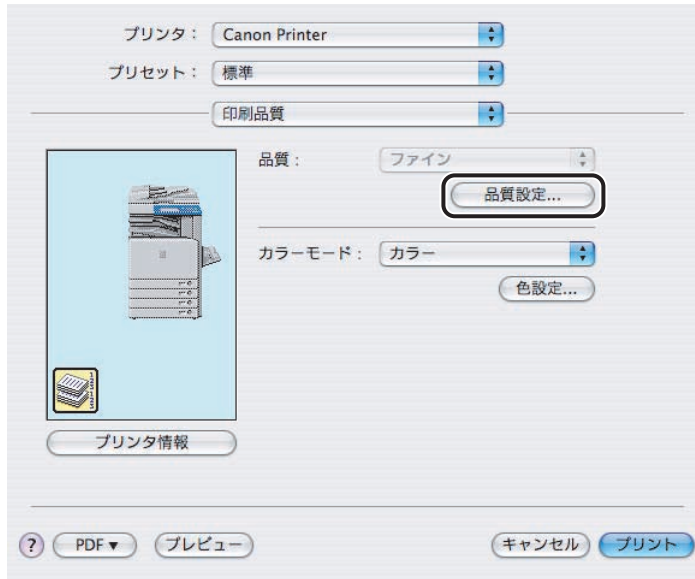 プリンタ： Canon Printer
プリセット： 標準
印刷品質
品質： ファイン
品質設定...
カラーモード： カラー
色設定...
プリンタ情報
? PDF▼ プレビュー キャンセル プリント